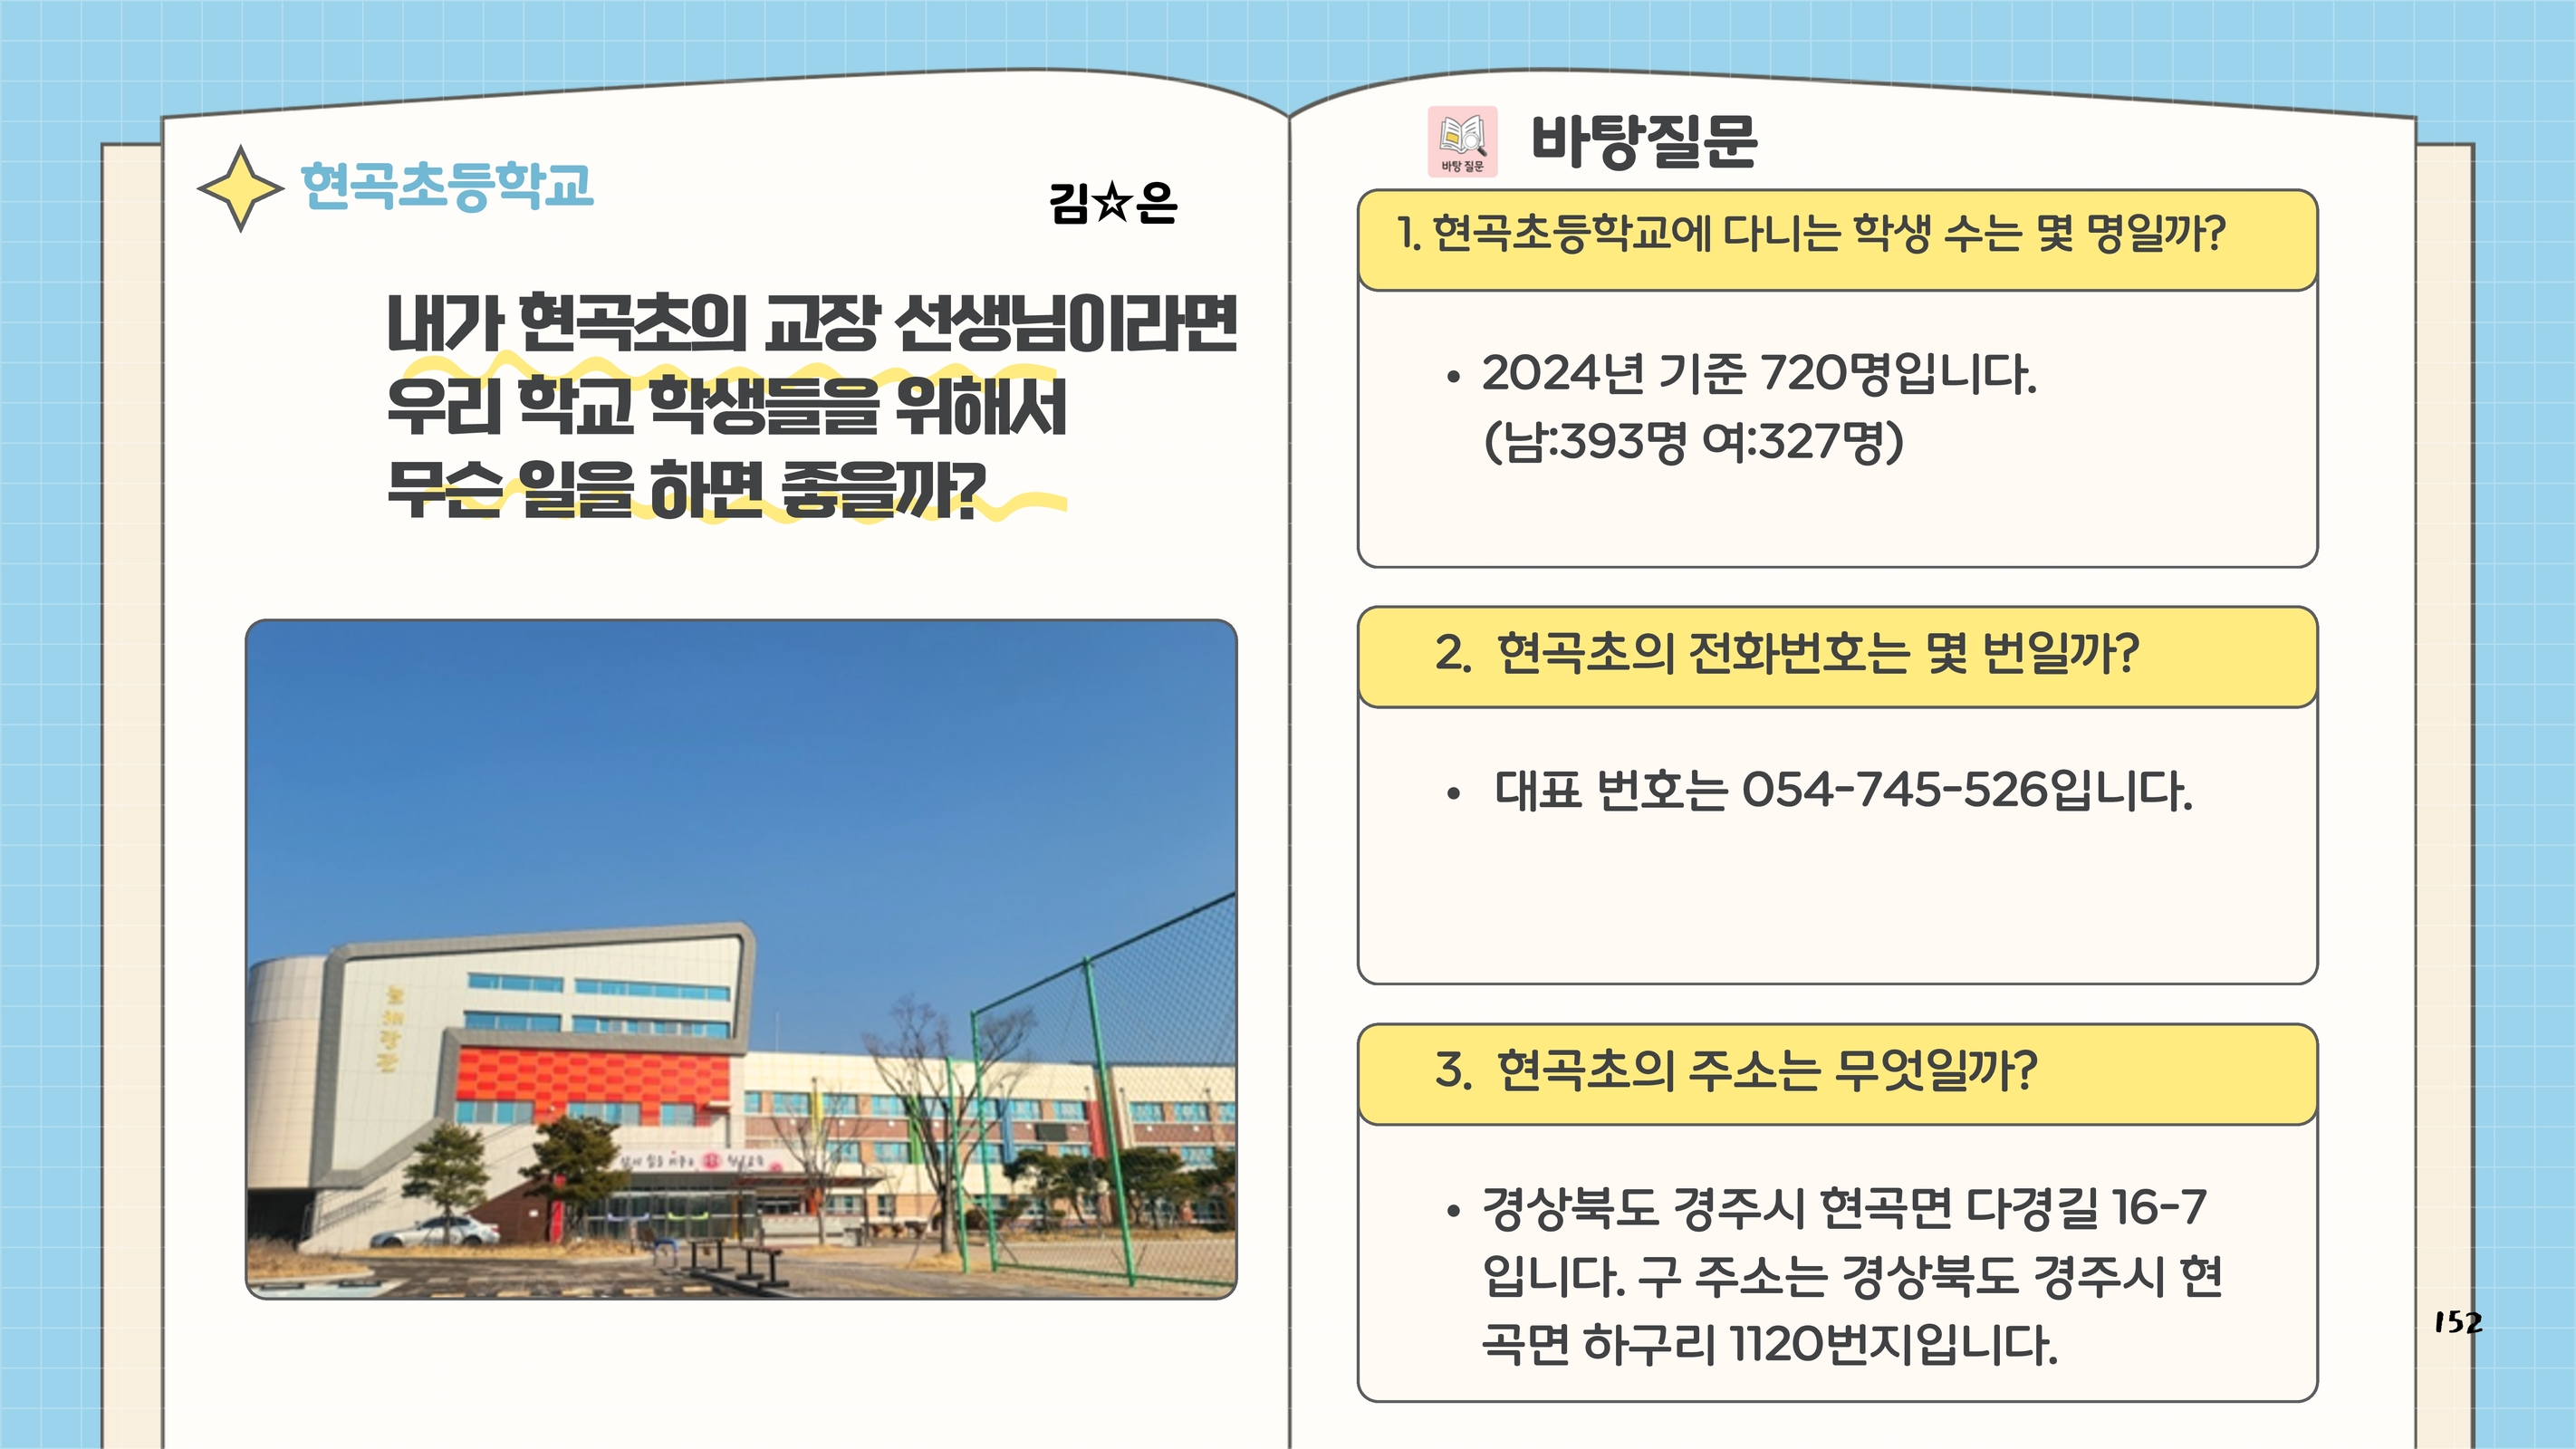 현곡초등학교
김☆은
내가 현곡초의 교장 선생님이라면
우리 학교 학생들을 위해서
무슨 일을 하면 좋을까?
바탕 질문
바탕질문
1. 현곡초등학교에 다니는 학생 수는 몇 명일까?
• 2024년 기준 720명입니다.
(남:393명 여:327명)
2. 현곡초의 전화번호는 몇 번일까?
• 대표 번호는 054-745-526입니다.
3. 현곡초의 주소는 무엇일까?
• 경상북도 경주시 현곡면 다경길 16-7
입니다. 구 주소는 경상북도 경주시 현
곡면 하구리 1120번지입니다.
152